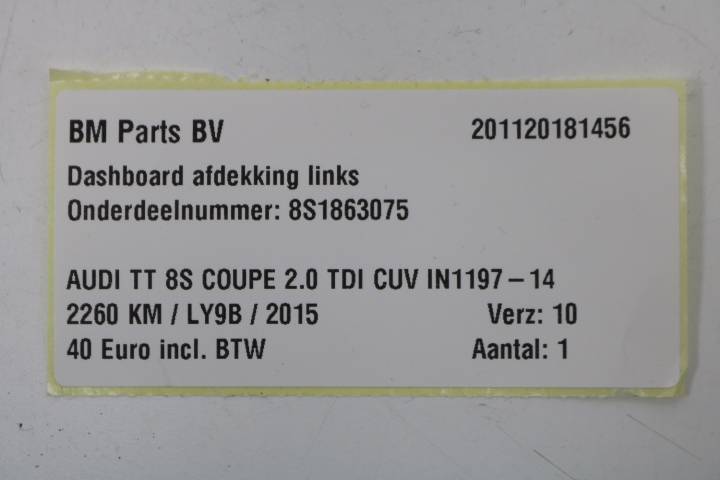 BM Parts BV 201120181456
Dashboard afdekking links
Onderdeelnummer: 8S1863075
AUDI TT 8S COUPE 2.0 TDI CUV IN1197 – 14
2260 KM / LY9B / 2015 Verz: 10
40 Euro incl. BTW Aantal: 1